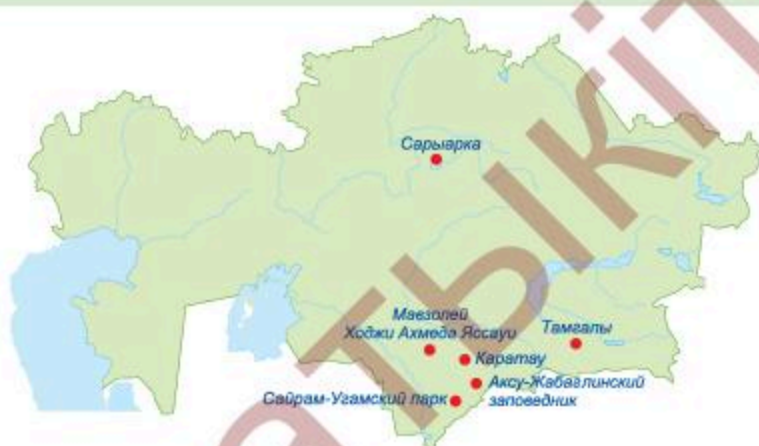 Сарыарка
Мавзолей
Ходжи Ахмеда Яссауи
Тамгалы
Каратау
Аксу-Жабаглинский
заповедник
Сайрам-Угамский парк